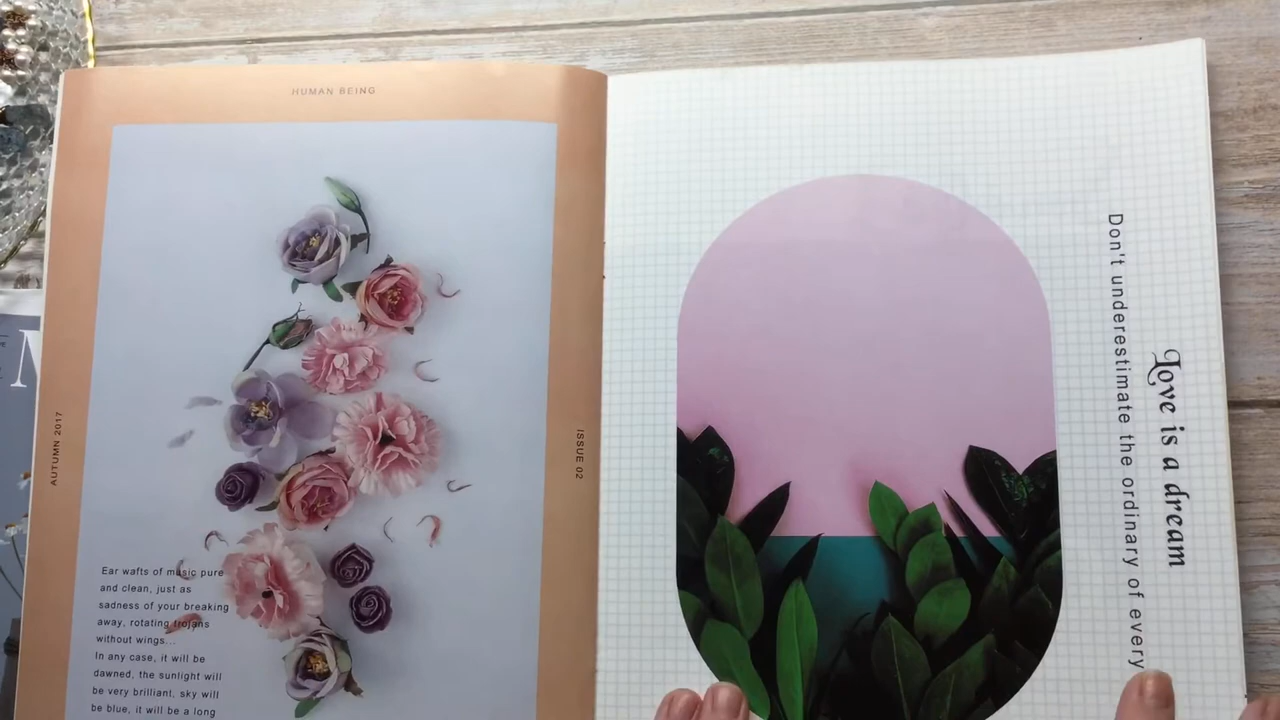 HUMAN BEING
AUTUMN 2017
ISSUE 02
Ear wafts of music pure
and clean, just as
sadness of your breaking
away, rotating trojans
without wings...
In any case, it will be
dawned, the sunlight will
be very brilliant, sky will
be blue, it will be a long
Love is a dream
Don't underestimate the ordinary of every